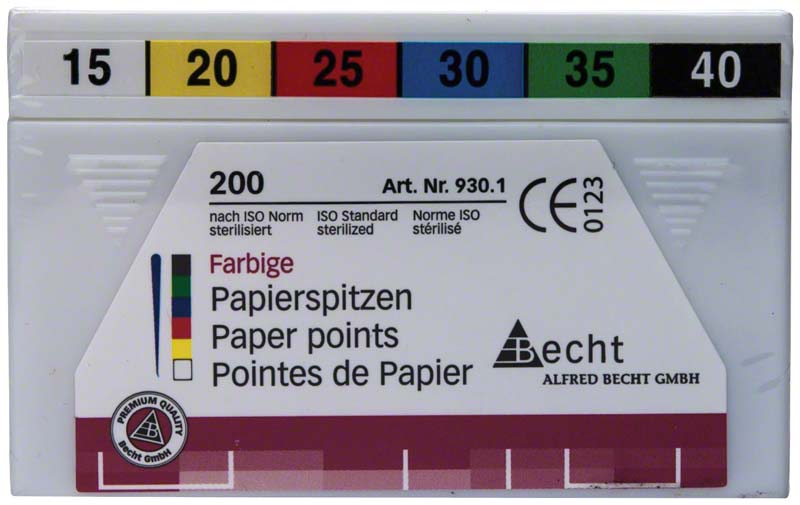 15 20 25 30 35 40
200 Art. Nr. 930.1
nach ISO Norm ISO Standard Norme ISO
sterilisiert sterilized stérilisé
CE 0123
Farbige
Papierspitzen
Paper points
Pointes de Papier
Becht
ALFRED BECHT GMBH
PREMIUM QUALITY
B
Becht GmbH